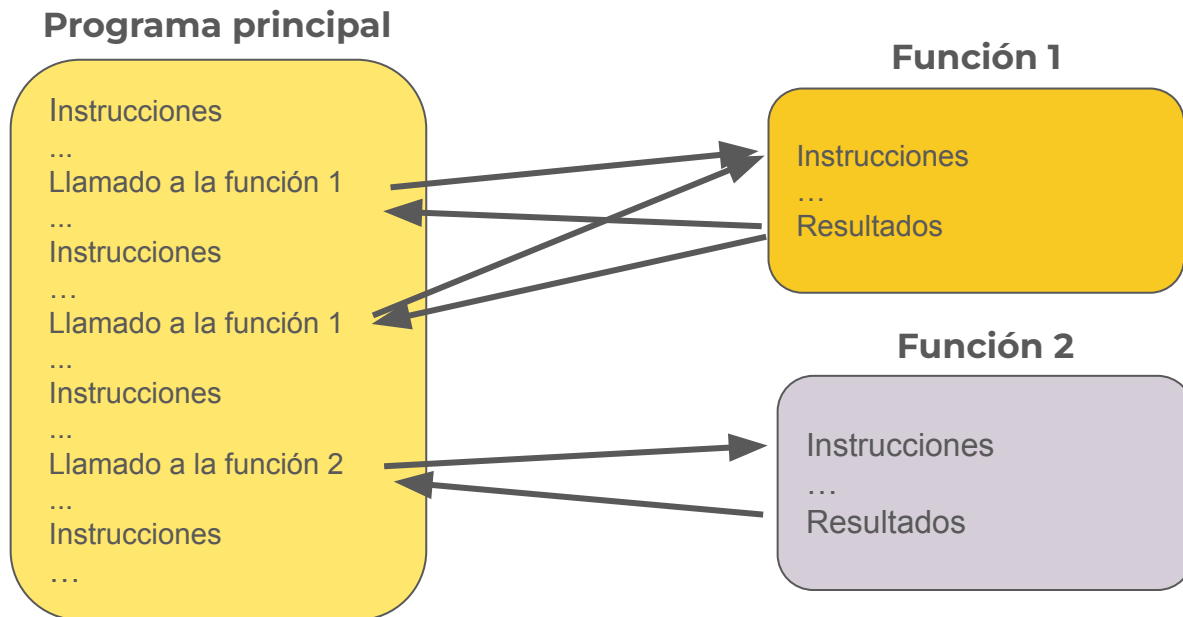 Programa principal
Instrucciones
...
Llamado a la función 1
...
Instrucciones
…
Llamado a la función 1
...
Instrucciones
...
Llamado a la función 2
...
Instrucciones
…
Función 1
Instrucciones
…
Resultados
Función 2
Instrucciones
…
Resultados